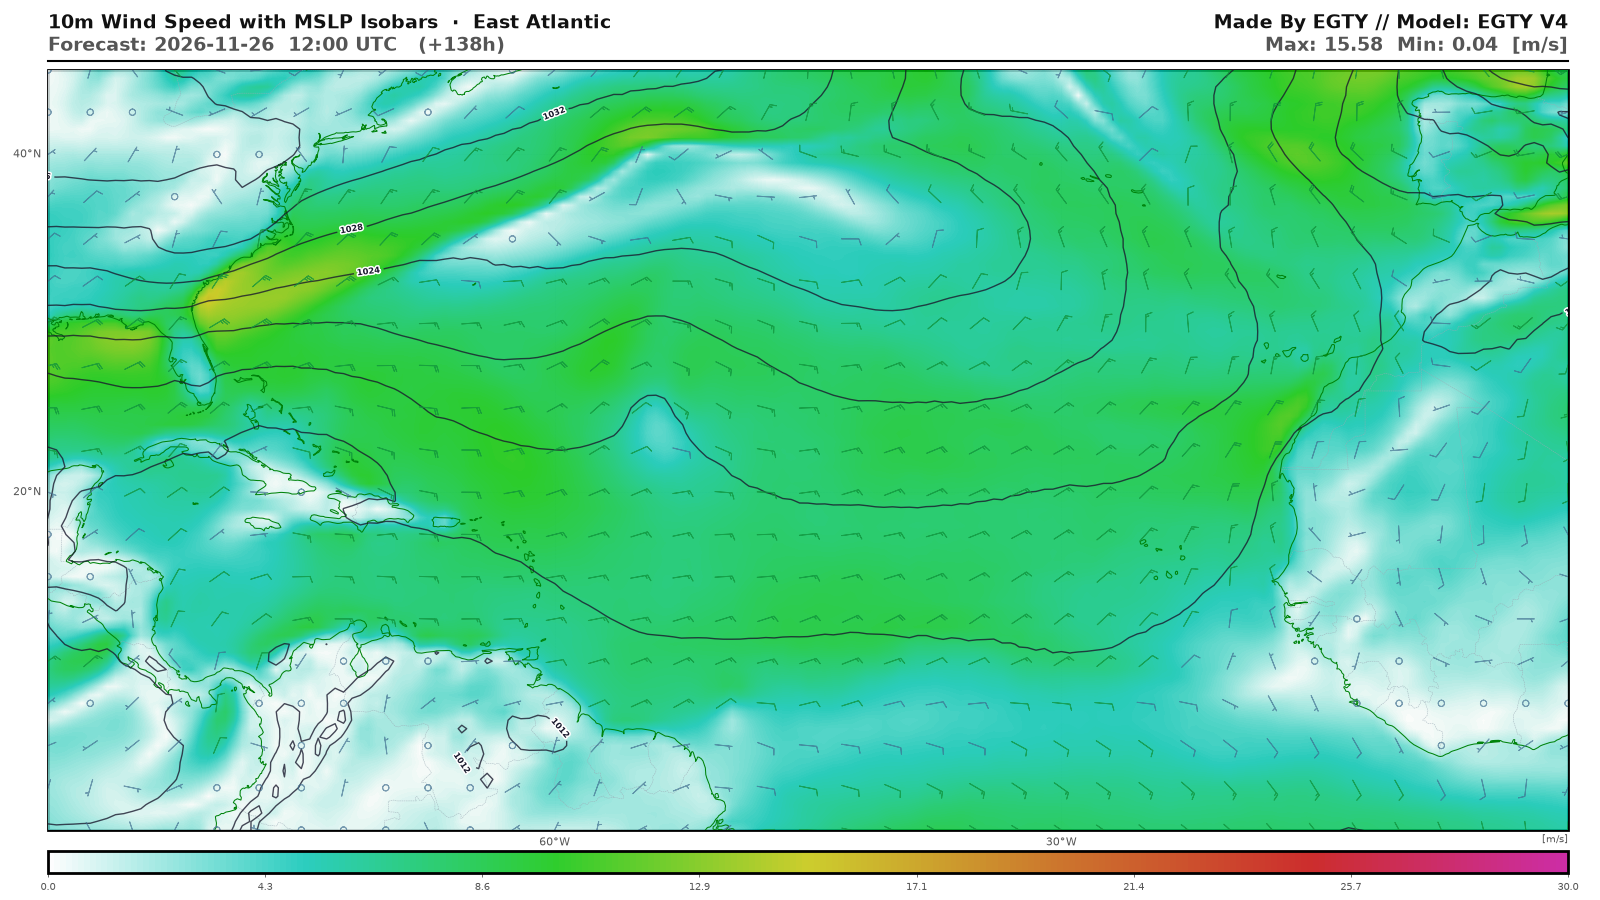 10m Wind Speed with MSLP Isobars · East Atlantic
Made By EGTY // Model: EGTY V4
Forecast: 2026-11-26 12:00 UTC (+138h)
Max: 15.58 Min: 0.04 [m/s]
1032
40°N
1028
1024
20°N
1012
1012
60°W
30°W
[m/s]
0.0
4.3
8.6
12.9
17.1
21.4
25.7
30.0